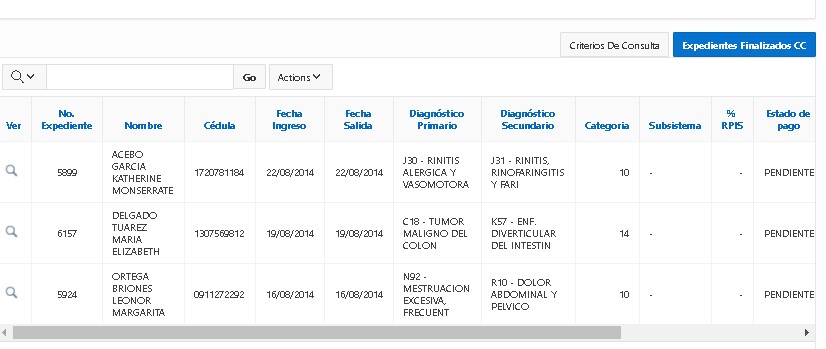 Criterios De Consulta
Expedientes Finalizados CC
Go
Actions
Ver
No. Expediente
Nombre
Cédula
Fecha Ingreso
Fecha Salida
Diagnóstico Primario
Diagnóstico Secundario
Categoria
Subsistema
% RPIS
Estado de pago
5899
ACEBO
GARCIA
KATHERINE
MONSERRATE
1720781184
22/08/2014
22/08/2014
J30 - RINITIS
ALERGICA Y
VASOMOTORA
J31 - RINITIS,
RINOFARINGITIS
Y FARI
10
-
-
PENDIENTE
6157
DELGADO
TUAREZ
MARIA
ELIZABETH
1307569812
19/08/2014
19/08/2014
C18 - TUMOR
MALIGNO DEL
COLON
K57 - ENF.
DIVERTICULAR
DEL INTESTIN
14
-
-
PENDIENTE
5924
ORTEGA
BRIONES
LEONOR
MARGARITA
0911272292
16/08/2014
16/08/2014
N92 -
MESTRUACION
EXCESIVA,
FRECUENT
R10 - DOLOR
ABDOMINAL Y
PELVICO
10
-
-
PENDIENTE